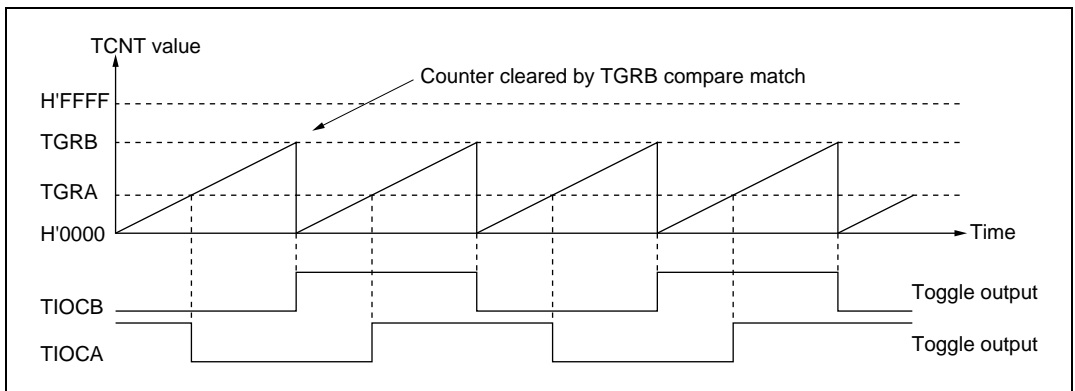 TCNT value
Counter cleared by TGRB compare match
H'FFFF
TGRB
TGRA
H'0000
Time
TIOCB
Toggle output
TIOCA
Toggle output